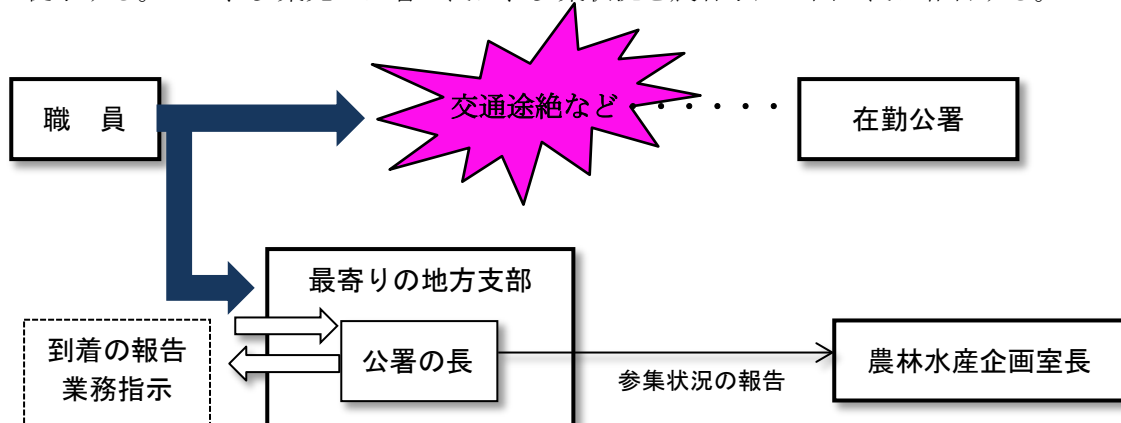 職　員
交通途絶など・・・・・
在勤公署
最寄りの地方支部
到着の報告
業務指示
公署の長
参集状況の報告
農林水産企画室長